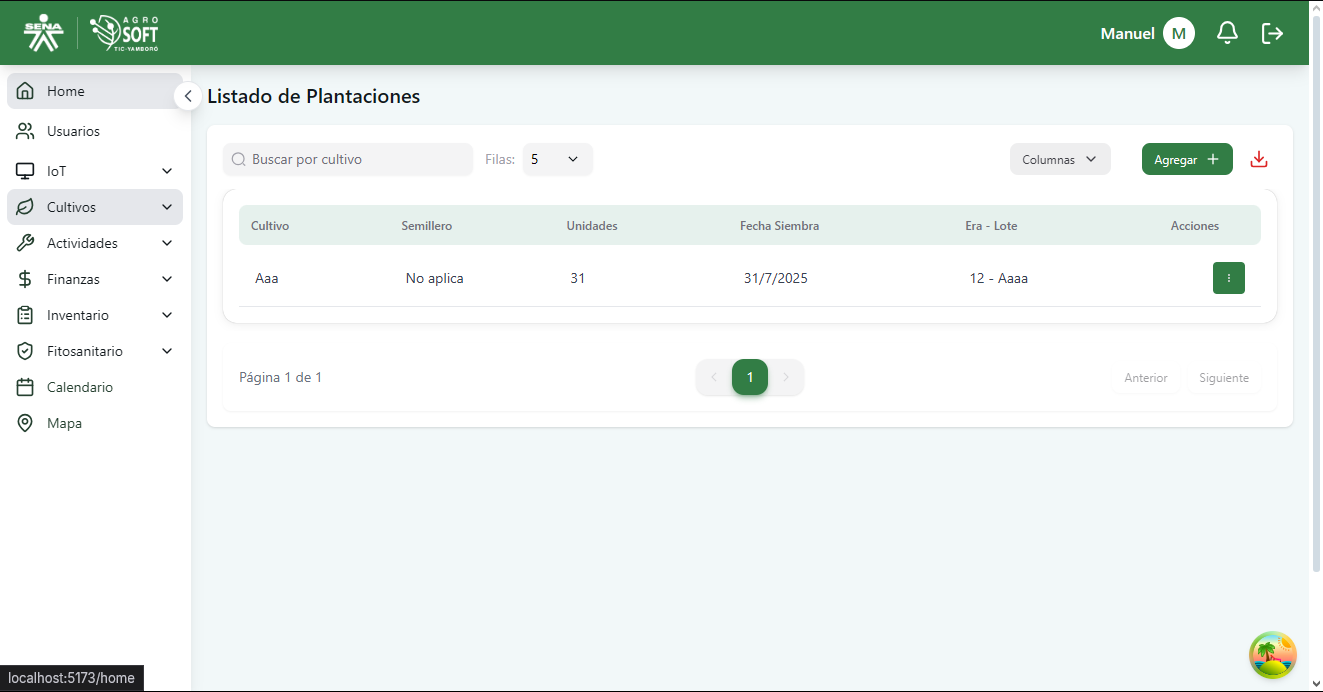 SENA
AGRO
SOFT
TIC-YAMBORÓ
Manuel M
Home
Usuarios
IoT
Cultivos
Actividades
Finanzas
Inventario
Fitosanitario
Calendario
Mapa
Listado de Plantaciones
Buscar por cultivo Filas: 5 Columnas Agregar
Cultivo Semillero Unidades Fecha Siembra Era - Lote Acciones
Aaa No aplica 31 31/7/2025 12 - Aaaa
Página 1 de 1 1 Anterior Siguiente
localhost:5173/home